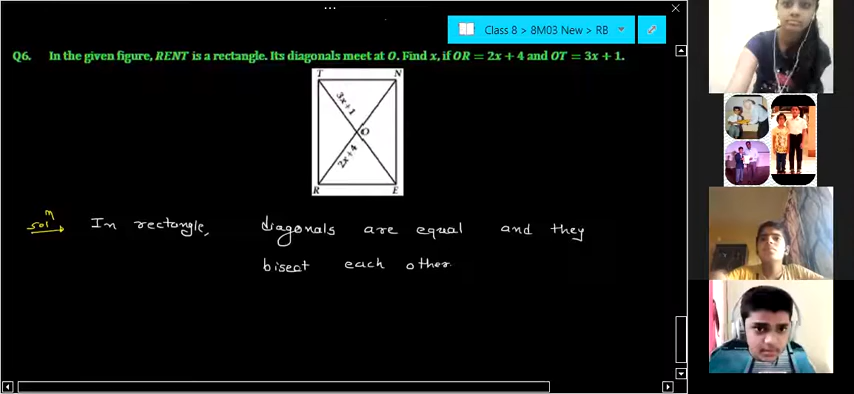 ...
Class 8 > 8M03 New > RB
Q6. In the given figure, RENT is a rectangle. Its diagonals meet at O. Find x, if OR = 2x + 4 and OT = 3x + 1.
T N
3x+1
O
2x+4
R E
Solⁿ In rectangle, diagonals are equal and they
bisect each other